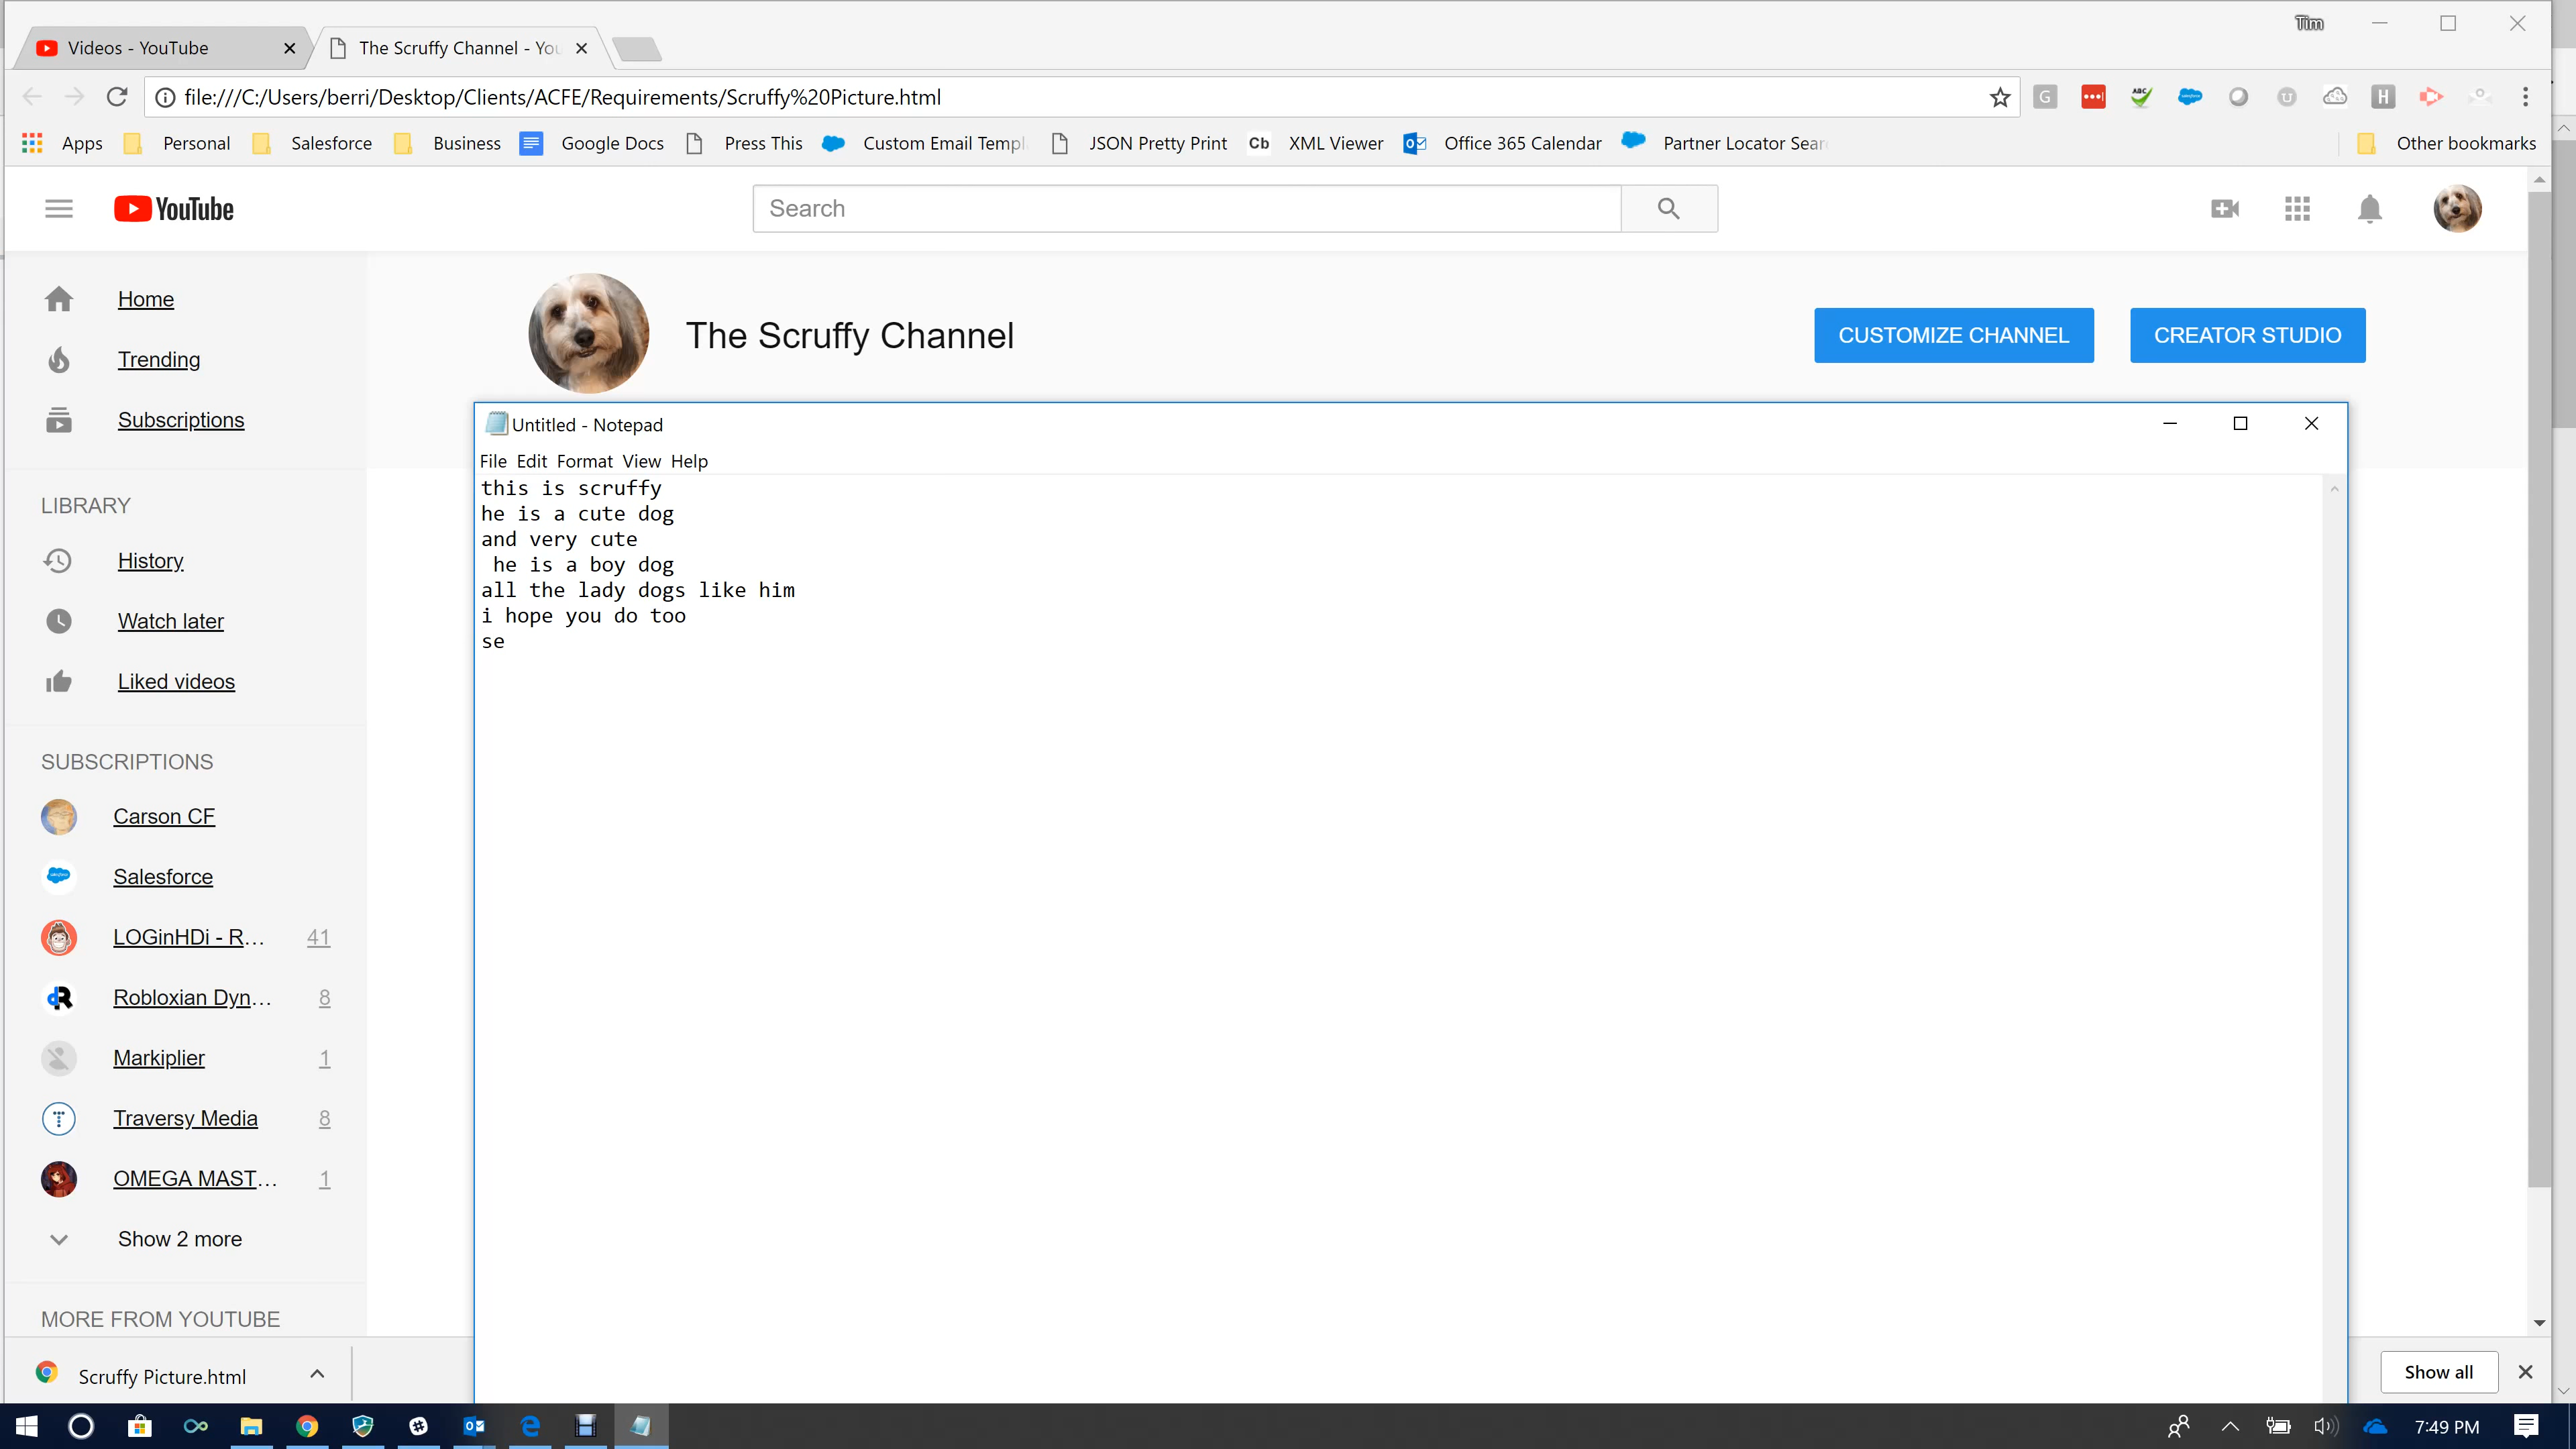 Tim
Videos - YouTube
The Scruffy Channel - You
file:///C:/Users/berri/Desktop/Clients/ACFE/Requirements/Scruffy%20Picture.html
G
ABC
U
H
Apps Personal Salesforce Business Google Docs Press This Custom Email Templ JSON Pretty Print Cb XML Viewer Office 365 Calendar Partner Locator Sear Other bookmarks
YouTube
Search
Home
The Scruffy Channel
CUSTOMIZE CHANNEL
CREATOR STUDIO
Trending
Subscriptions
Untitled - Notepad
File Edit Format View Help
this is scruffy
he is a cute dog
and very cute
he is a boy dog
all the lady dogs like him
i hope you do too
se
LIBRARY
History
Watch later
Liked videos
SUBSCRIPTIONS
Carson CF
Salesforce
LOGinHDi - R... 41
Robloxian Dyn... 8
Markiplier 1
Traversy Media 8
OMEGA MAST... 1
Show 2 more
MORE FROM YOUTUBE
Scruffy Picture.html
Show all
7:49 PM